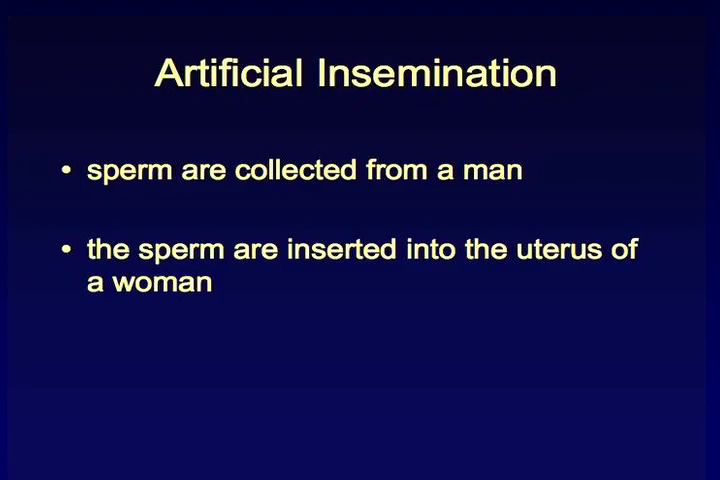 Artificial Insemination
• sperm are collected from a man
• the sperm are inserted into the uterus of
a woman